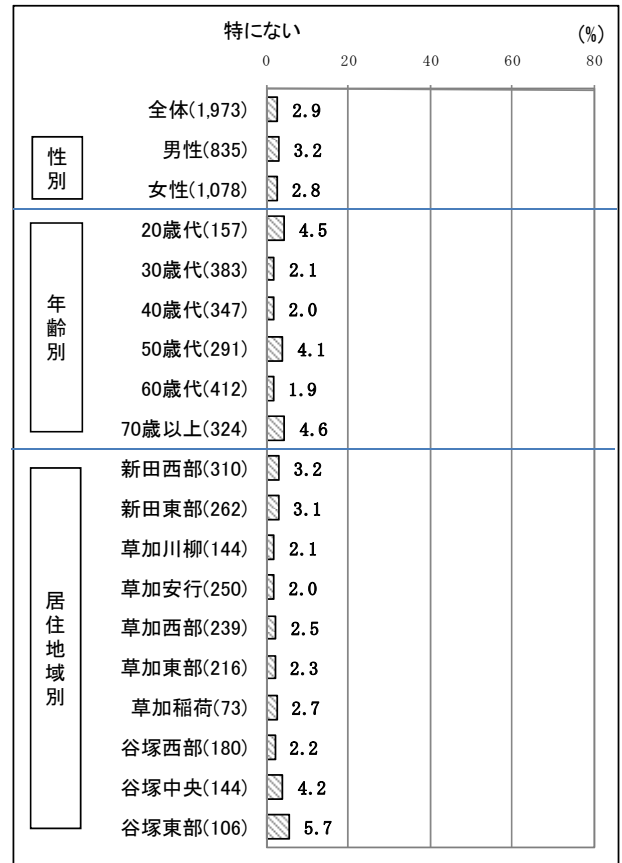 特にない (%)
0 20 40 60 80
全体(1,973) 2.9
性別
男性(835) 3.2
女性(1,078) 2.8
年齢別
20歳代(157) 4.5
30歳代(383) 2.1
40歳代(347) 2.0
50歳代(291) 4.1
60歳代(412) 1.9
70歳以上(324) 4.6
居住地域別
新田西部(310) 3.2
新田東部(262) 3.1
草加川柳(144) 2.1
草加安行(250) 2.0
草加西部(239) 2.5
草加東部(216) 2.3
草加稲荷(73) 2.7
谷塚西部(180) 2.2
谷塚中央(144) 4.2
谷塚東部(106) 5.7